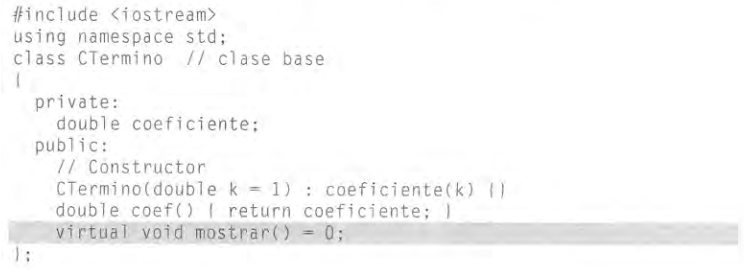 #include <iostream>
using namespace std;
class CTermino // clase base
{
private:
double coeficiente;
public:
// Constructor
CTermino(double k = 1) : coeficiente(k) {}
double coef() { return coeficiente; }
virtual void mostrar() = 0;
};